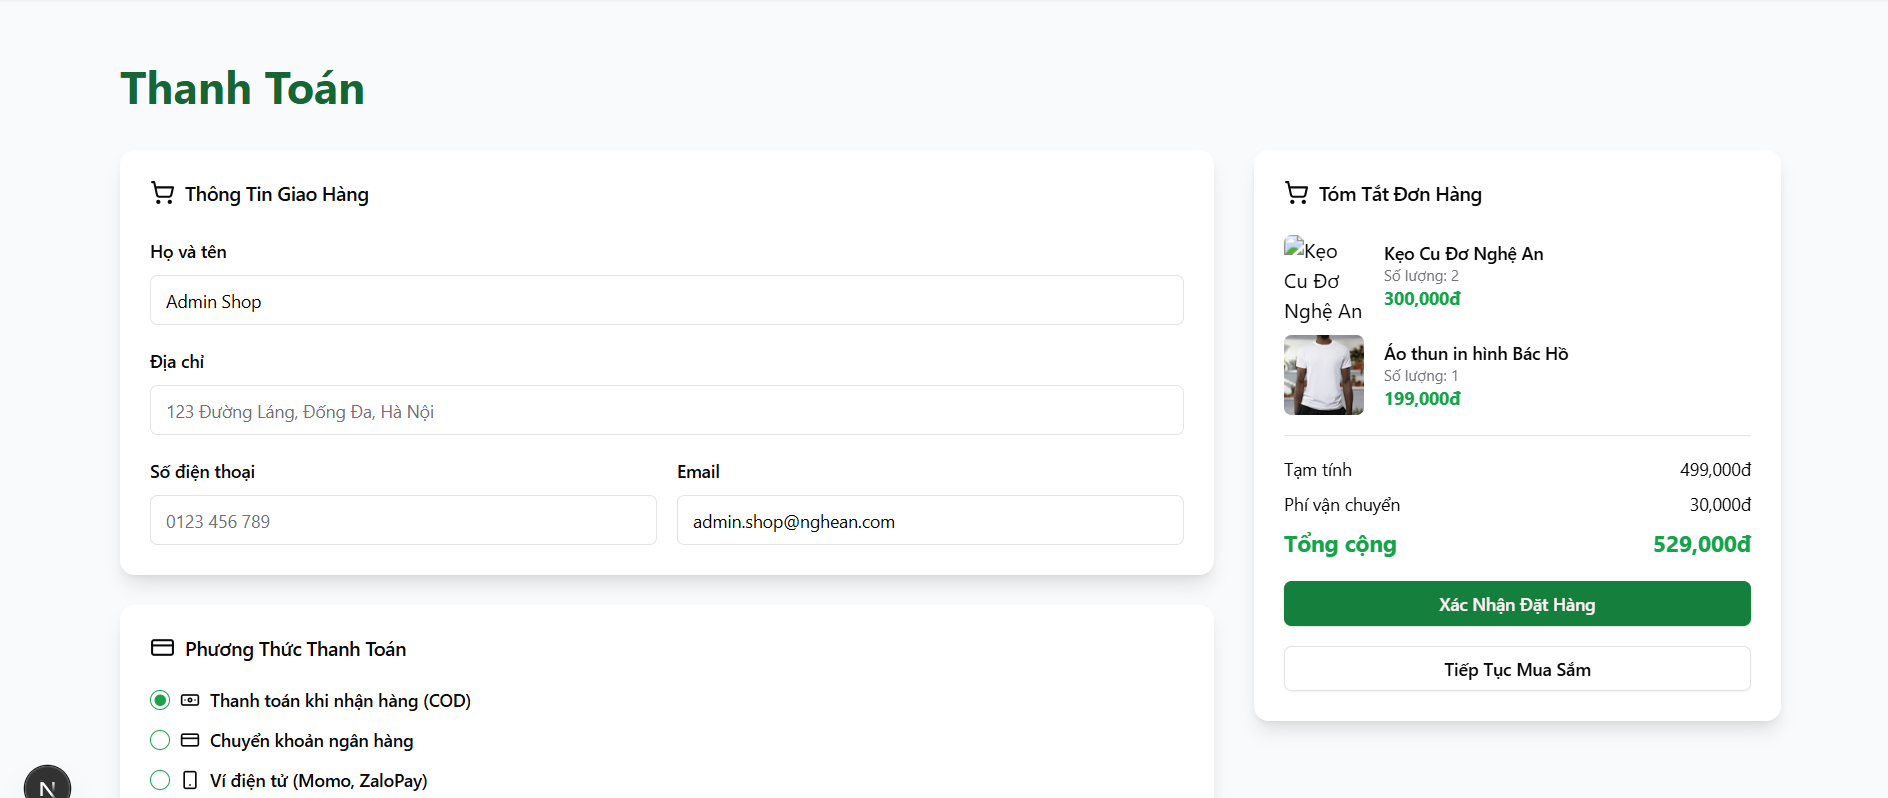 Thanh Toán
Thông Tin Giao Hàng
Họ và tên
Admin Shop
Địa chỉ
123 Đường Láng, Đống Đa, Hà Nội
Số điện thoại
Email
0123 456 789
admin.shop@nghean.com
Phương Thức Thanh Toán
Thanh toán khi nhận hàng (COD)
Chuyển khoản ngân hàng
Ví điện tử (Momo, ZaloPay)
N
Tóm Tắt Đơn Hàng
Kẹo
Cu Đơ
Nghệ An
Kẹo Cu Đơ Nghệ An
Số lượng: 2
300,000đ
Áo thun in hình Bác Hồ
Số lượng: 1
199,000đ
Tạm tính 499,000đ
Phí vận chuyển 30,000đ
Tổng cộng 529,000đ
Xác Nhận Đặt Hàng
Tiếp Tục Mua Sắm